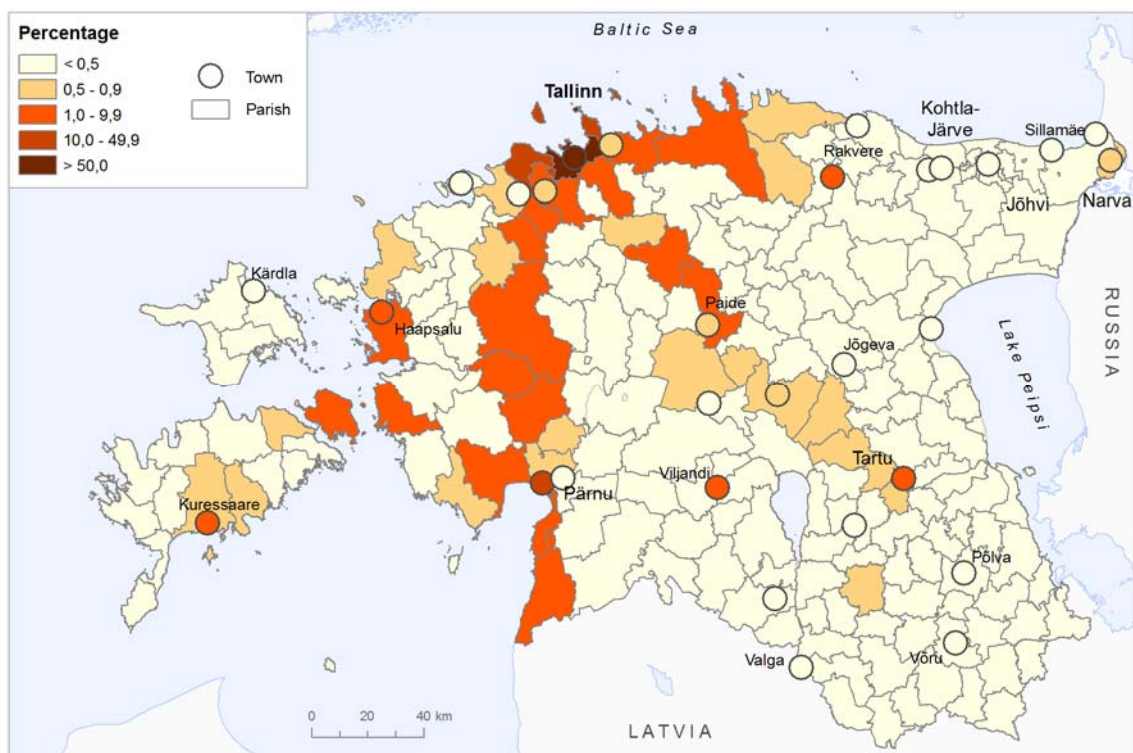 Percentage
< 0,5
0,5 - 0,9
1,0 - 9,9
10,0 - 49,9
> 50,0
Town
Parish
Baltic Sea
Tallinn
Kohtla-
Järve
Sillamäe
Rakvere
Jõhvi
Narva
Kärdla
Haapsalu
Paide
Jõgeva
Lake Peipsi
RUSSIA
Tartu
Viljandi
Pärnu
Kuressaare
Põlva
Võru
Valga
0 20 40 km
LATVIA